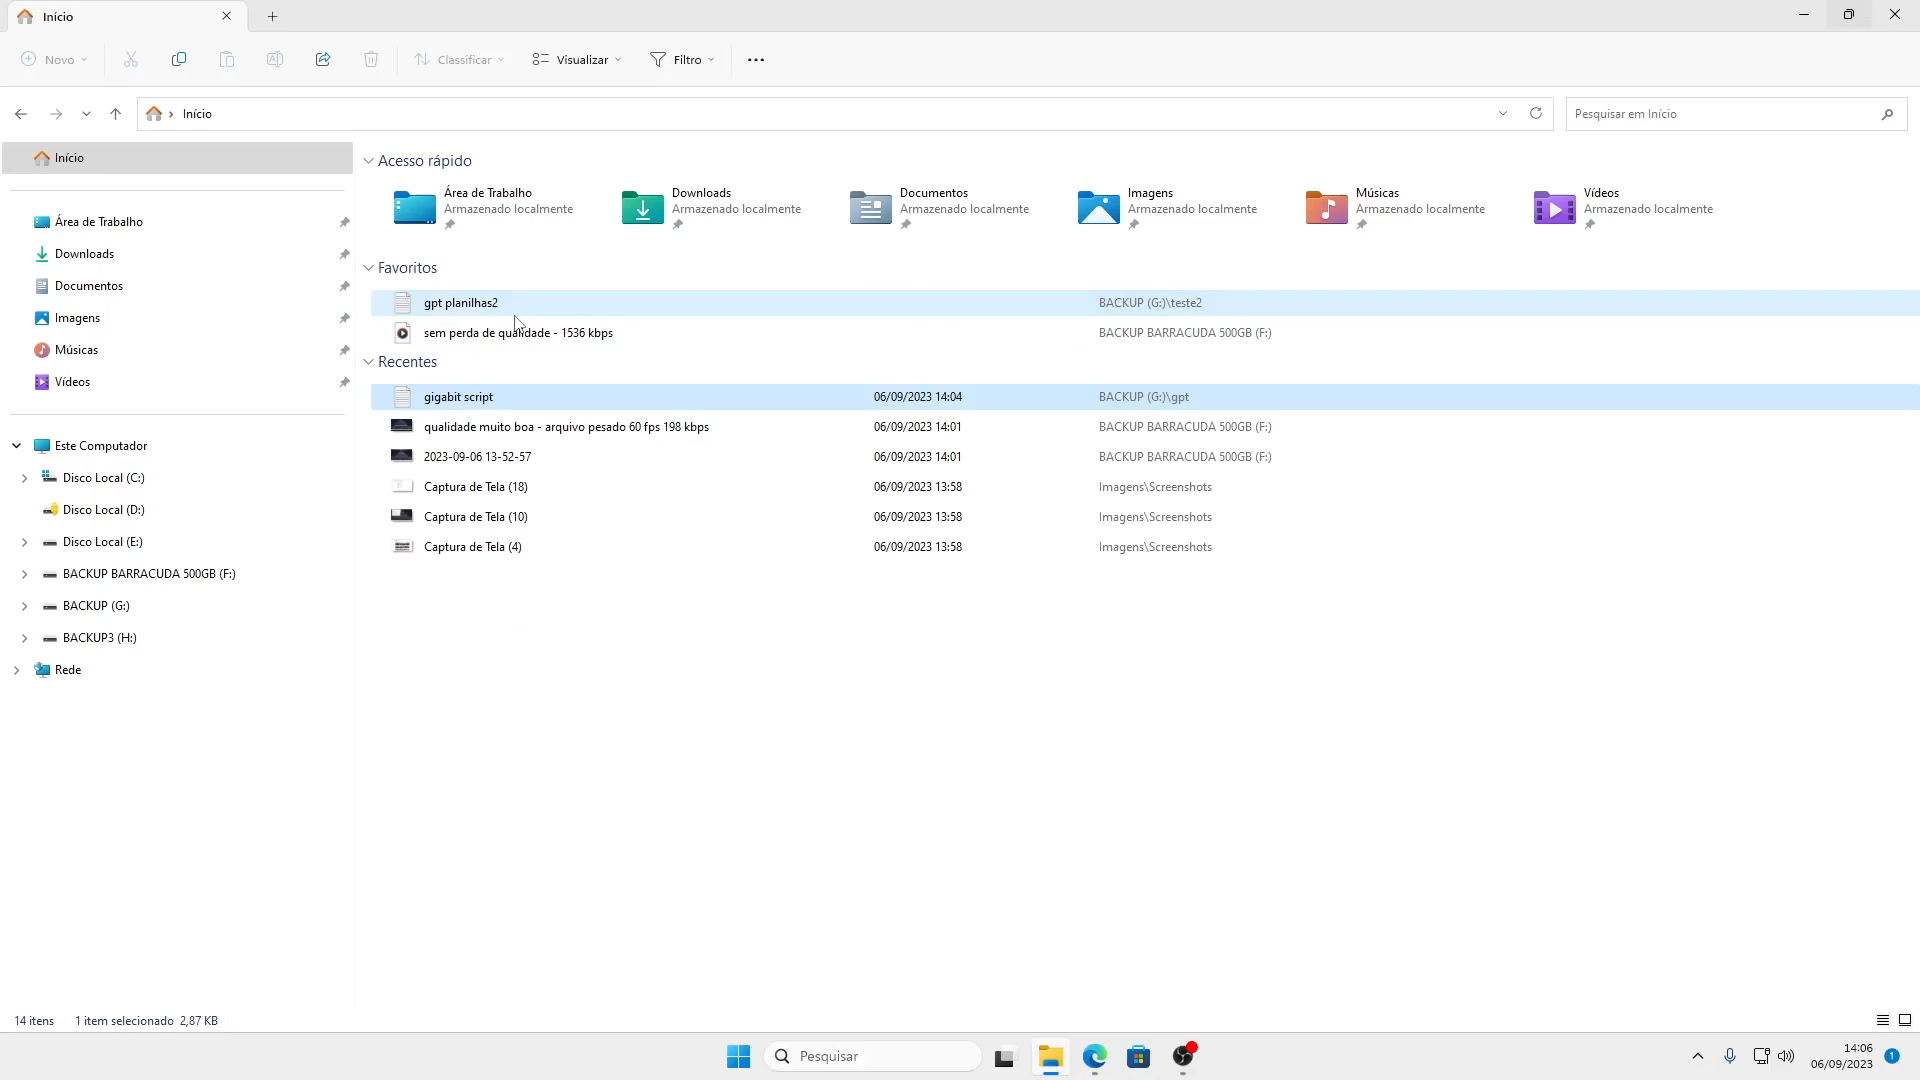 Início
Novo
Classificar
Visualizar
Filtro
Início
Pesquisar em Início
Início
Área de Trabalho
Downloads
Documentos
Imagens
Músicas
Vídeos
Este Computador
Disco Local (C:)
Disco Local (D:)
Disco Local (E:)
BACKUP BARRACUDA 500GB (F:)
BACKUP (G:)
BACKUP3 (H:)
Rede
Acesso rápido
Área de Trabalho
Armazenado localmente
Downloads
Armazenado localmente
Documentos
Armazenado localmente
Imagens
Armazenado localmente
Músicas
Armazenado localmente
Vídeos
Armazenado localmente
Favoritos
gpt planilhas2 BACKUP (G:)\teste2
sem perda de qualidade - 1536 kbps BACKUP BARRACUDA 500GB (F:)
Recentes
gigabit script 06/09/2023 14:04 BACKUP (G:)\gpt
qualidade muito boa - arquivo pesado 60 fps 198 kbps 06/09/2023 14:01 BACKUP BARRACUDA 500GB (F:)
2023-09-06 13-52-57 06/09/2023 14:01 BACKUP BARRACUDA 500GB (F:)
Captura de Tela (18) 06/09/2023 13:58 Imagens\Screenshots
Captura de Tela (10) 06/09/2023 13:58 Imagens\Screenshots
Captura de Tela (4) 06/09/2023 13:58 Imagens\Screenshots
14 itens 1 item selecionado 2,87 KB
Pesquisar
14:06
06/09/2023
1